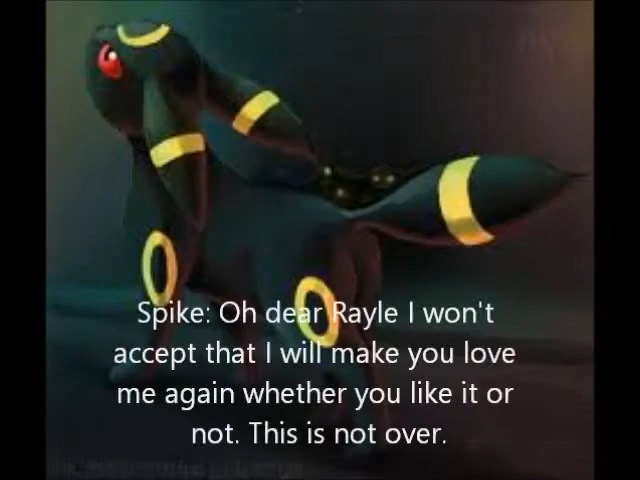 Spike: Oh dear Rayle I won't
accept that I will make you love
me again whether you like it or
not. This is not over.